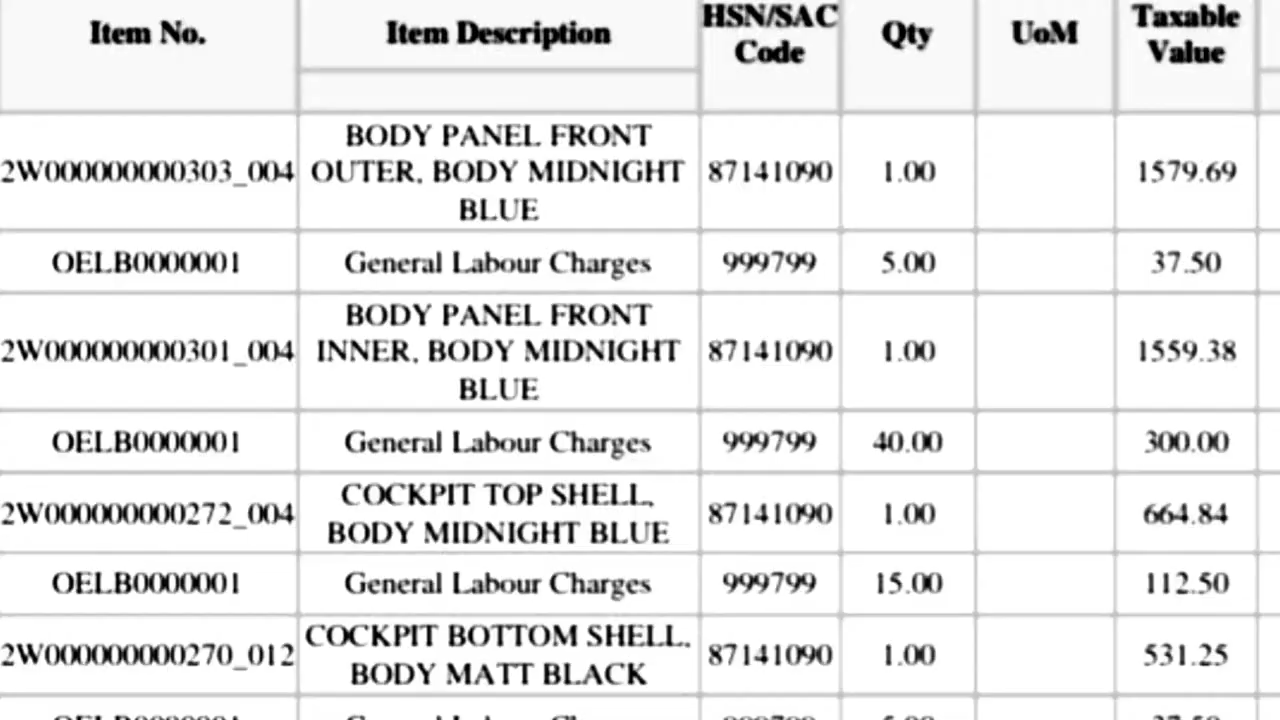 Item No. Item Description HSN/SAC Code Qty UoM Taxable Value
2W000000000303_004 BODY PANEL FRONT OUTER, BODY MIDNIGHT BLUE 87141090 1.00 1579.69
OELB0000001 General Labour Charges 999799 5.00 37.50
2W000000000301_004 BODY PANEL FRONT INNER, BODY MIDNIGHT BLUE 87141090 1.00 1559.38
OELB0000001 General Labour Charges 999799 40.00 300.00
2W000000000272_004 COCKPIT TOP SHELL, BODY MIDNIGHT BLUE 87141090 1.00 664.84
OELB0000001 General Labour Charges 999799 15.00 112.50
2W000000000270_012 COCKPIT BOTTOM SHELL, BODY MATT BLACK 87141090 1.00 531.25
General Labour Charges